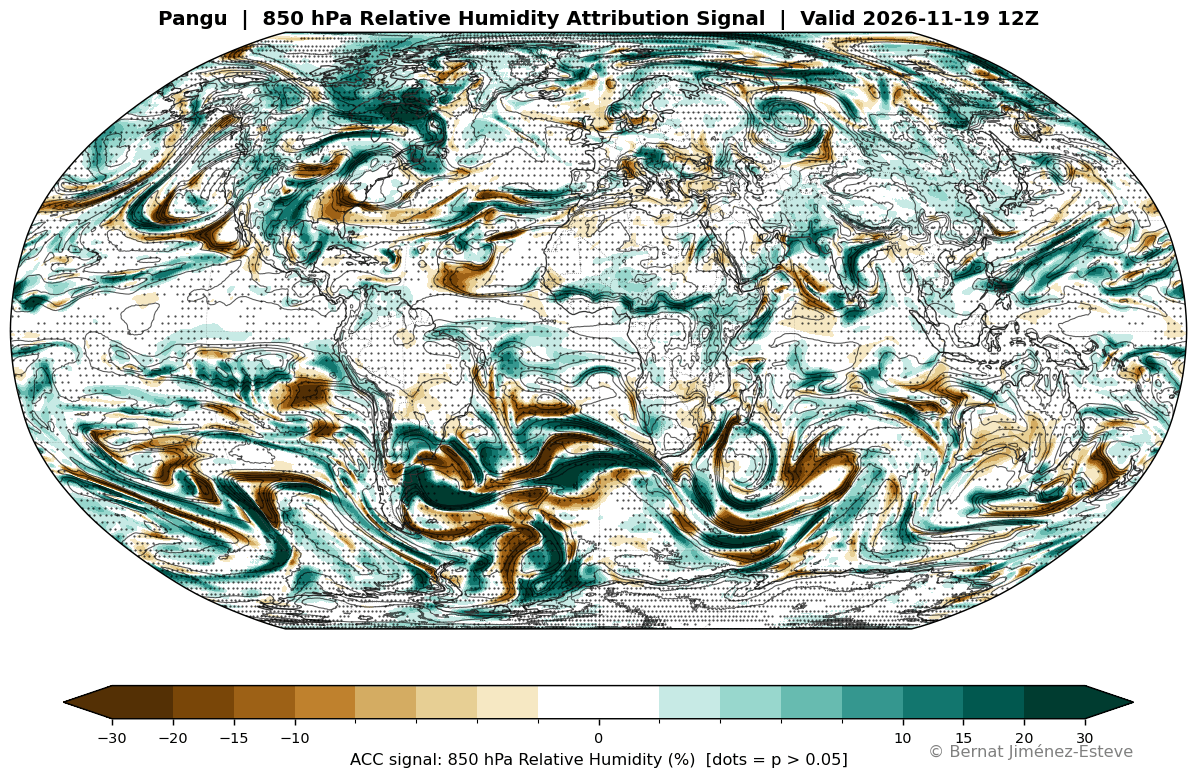 Pangu | 850 hPa Relative Humidity Attribution Signal | Valid 2026-11-19 12Z
−30 −20 −15 −10 0 10 15 20 30
ACC signal: 850 hPa Relative Humidity (%) [dots = p > 0.05]
© Bernat Jiménez-Esteve